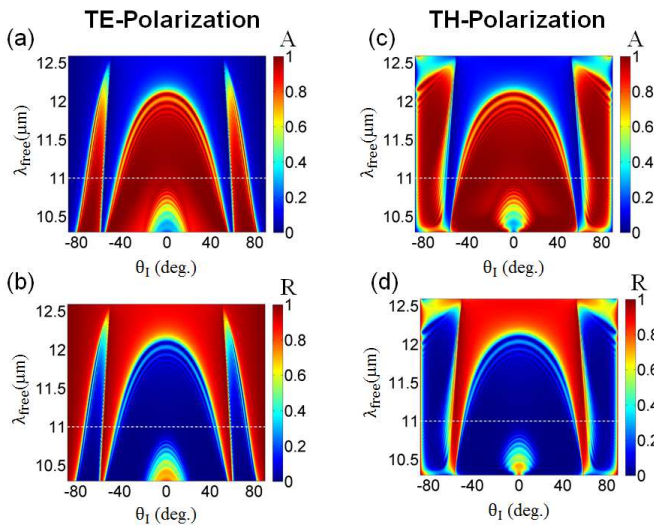 TE-Polarization
TH-Polarization
(a)
A
12.5
12
11.5
11
10.5
λfree(μm)
-80 -40 0 40 80
θI (deg.)
1
0.8
0.6
0.4
0.2
0
(c)
A
12.5
12
11.5
11
10.5
λfree(μm)
-80 -40 0 40 80
θI (deg.)
1
0.8
0.6
0.4
0.2
0
(b)
R
12.5
12
11.5
11
10.5
λfree(μm)
-80 -40 0 40 80
θI (deg.)
1
0.8
0.6
0.4
0.2
0
(d)
R
12.5
12
11.5
11
10.5
λfree(μm)
-80 -40 0 40 80
θI (deg.)
1
0.8
0.6
0.4
0.2
0